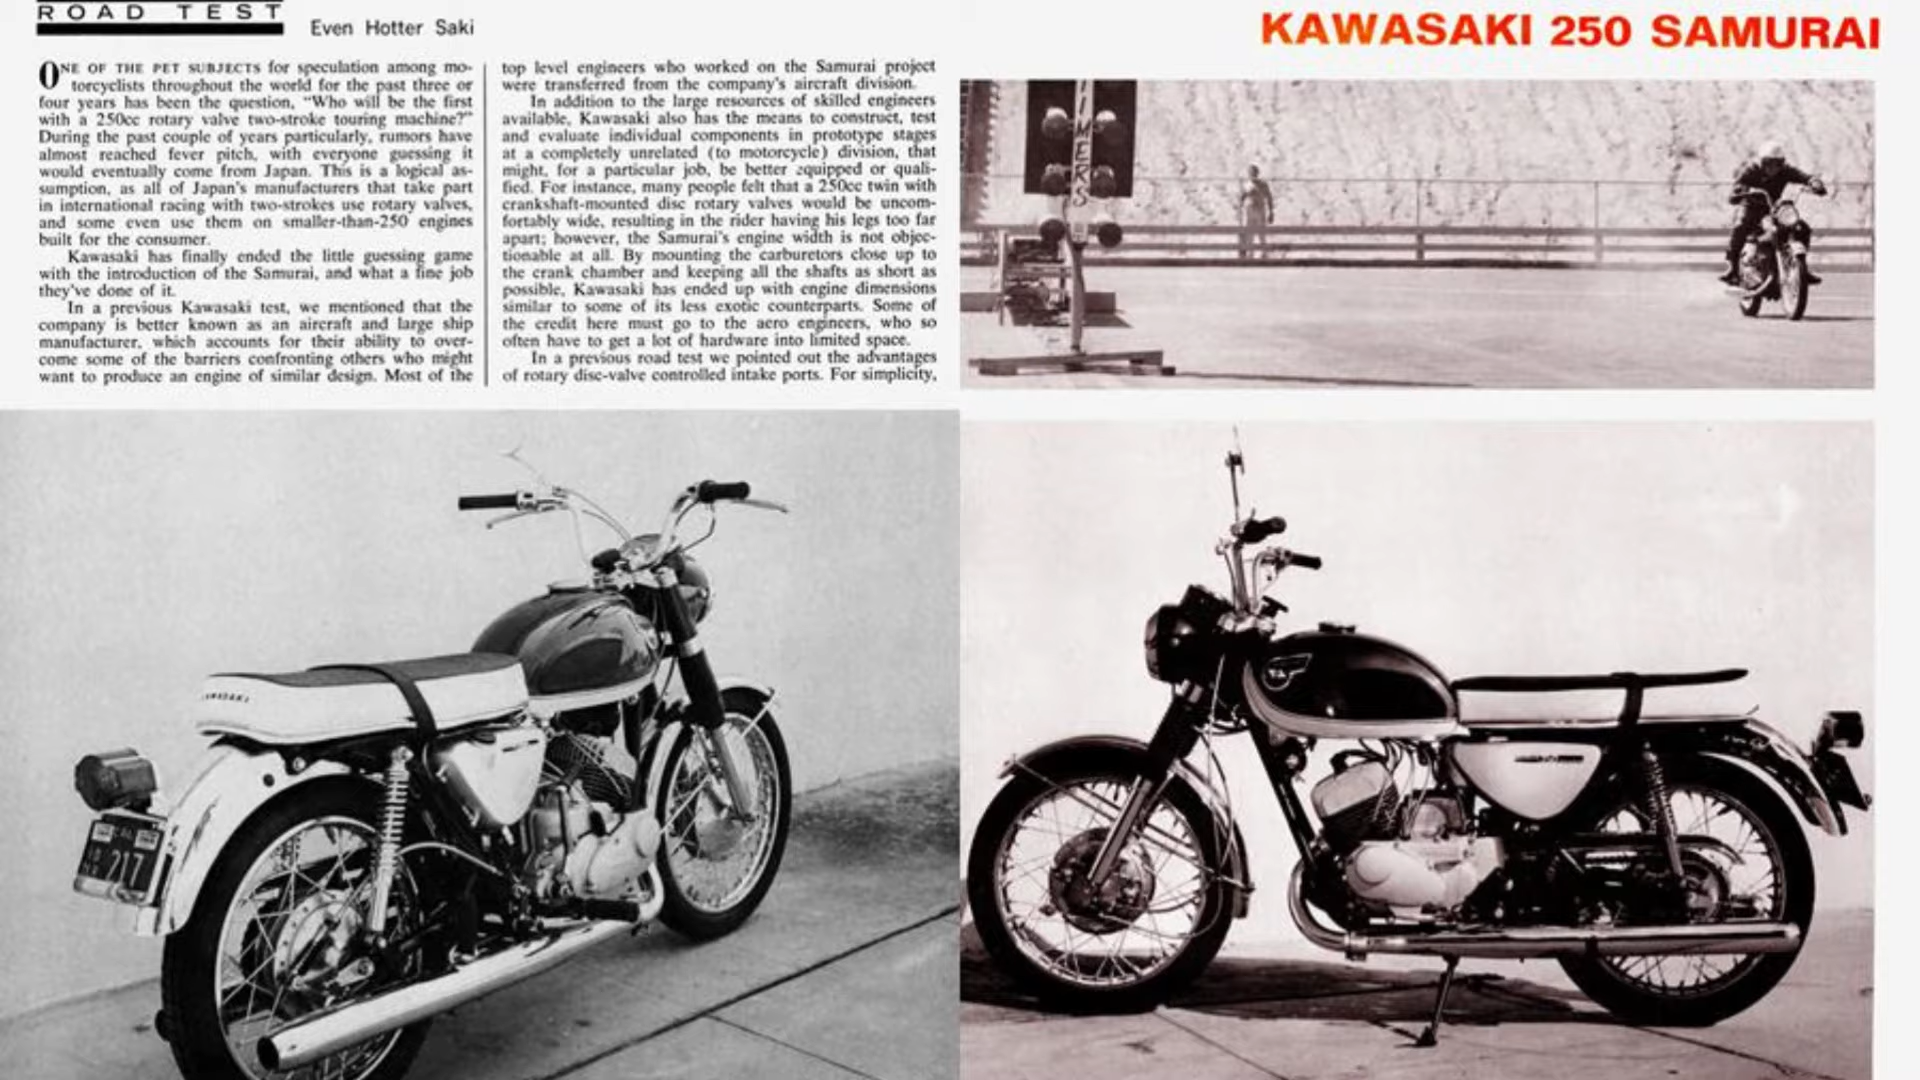 ROAD TEST
Even Hotter Saki
KAWASAKI 250 SAMURAI
ONE OF THE PET SUBJECTS for speculation among mo-
torcyclists throughout the world for the past three or
four years has been the question, “Who will be the first
with a 250cc rotary valve two-stroke touring machine?”
During the past couple of years particularly, rumors have
almost reached fever pitch, with everyone guessing it
would eventually come from Japan. This is a logical as-
sumption, as all of Japan's manufacturers that take part
in international racing with two-strokes use rotary valves,
and some even use them on smaller-than-250 engines
built for the consumer.
Kawasaki has finally ended the little guessing game
with the introduction of the Samurai, and what a fine job
they've done of it.
In a previous Kawasaki test, we mentioned that the
company is better known as an aircraft and large ship
manufacturer, which accounts for their ability to over-
come some of the barriers confronting others who might
want to produce an engine of similar design. Most of the
top level engineers who worked on the Samurai project
were transferred from the company's aircraft division.
In addition to the large resources of skilled engineers
available, Kawasaki also has the means to construct, test
and evaluate individual components in prototype stages
at a completely unrelated (to motorcycle) division, that
might, for a particular job, be better equipped or quali-
fied. For instance, many people felt that a 250cc twin with
crankshaft-mounted disc rotary valves would be uncom-
fortably wide, resulting in the rider having his legs too far
apart; however, the Samurai's engine width is not objec-
tionable at all. By mounting the carburetors close up to
the crank chamber and keeping all the shafts as short as
possible, Kawasaki has ended up with engine dimensions
similar to some of its less exotic counterparts. Some of
the credit here must go to the aero engineers, who so
often have to get a lot of hardware into limited space.
In a previous road test we pointed out the advantages
of rotary disc-valve controlled intake ports. For simplicity,
KAWASAKI
217